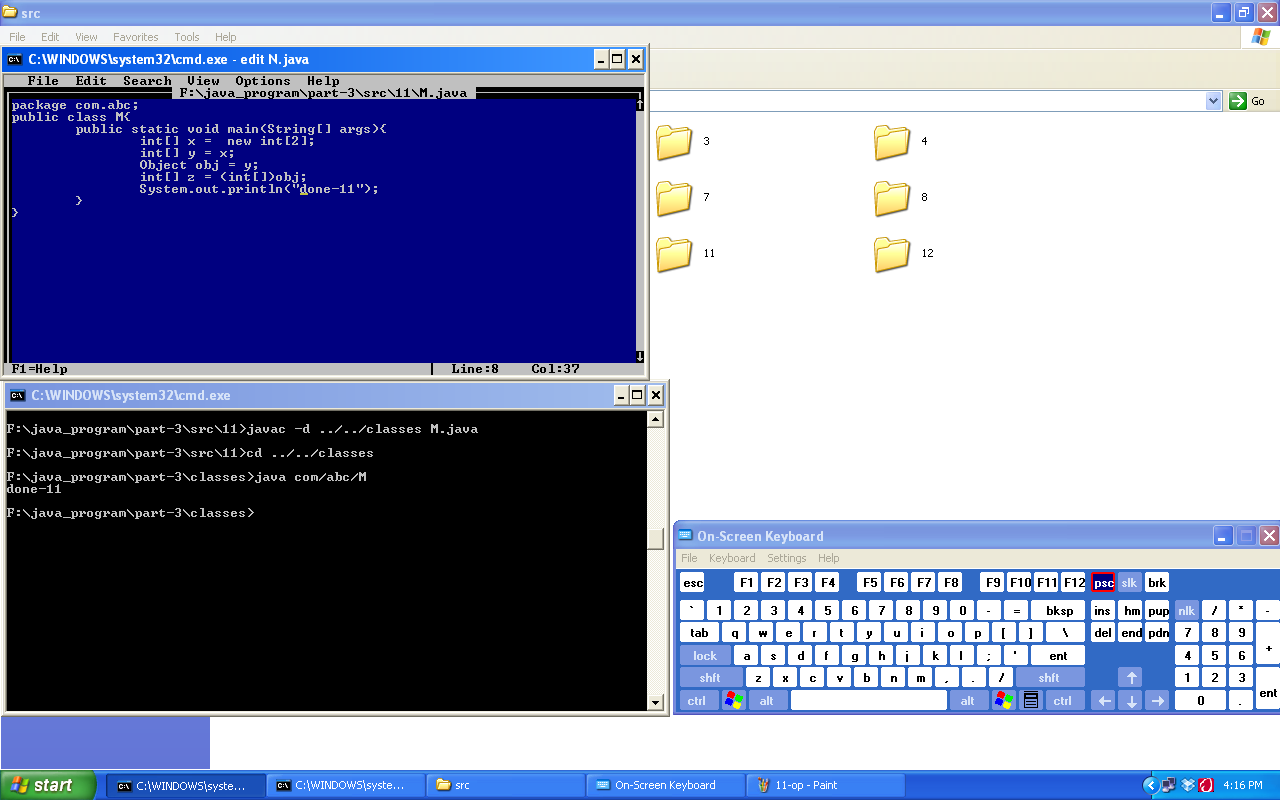 src
File Edit View Favorites Tools Help
C:\WINDOWS\system32\cmd.exe - edit N.java
File Edit Search View Options Help
F:\java_program\part-3\src\11\M.java
package com.abc;
public class M{
public static void main(String[] args){
int[] x =  new int[2];
int[] y = x;
Object obj = y;
int[] z = (int[])obj;
System.out.println("done-11");
}
}
F1=Help Line:8 Col:37
Go
3 4
7 8
11 12
C:\WINDOWS\system32\cmd.exe
F:\java_program\part-3\src\11>javac -d ../../classes M.java
F:\java_program\part-3\src\11>cd ../../classes
F:\java_program\part-3\classes>java com/abc/M
done-11
F:\java_program\part-3\classes>
On-Screen Keyboard
File Keyboard Settings Help
esc F1 F2 F3 F4 F5 F6 F7 F8 F9 F10 F11 F12 psc slk brk
` 1 2 3 4 5 6 7 8 9 0 - = bksp ins hm pup nlk / * -
tab q w e r t y u i o p [ ] \ del end pdn 7 8 9 +
lock a s d f g h j k l ; ' ent 4 5 6
shft z x c v b n m , . / shft ↑ 1 2 3 ent
ctrl alt alt ctrl ← ↓ → 0 .
start C:\WINDOWS\syste... C:\WINDOWS\syste... src On-Screen Keyboard 11-op - Paint 4:16 PM